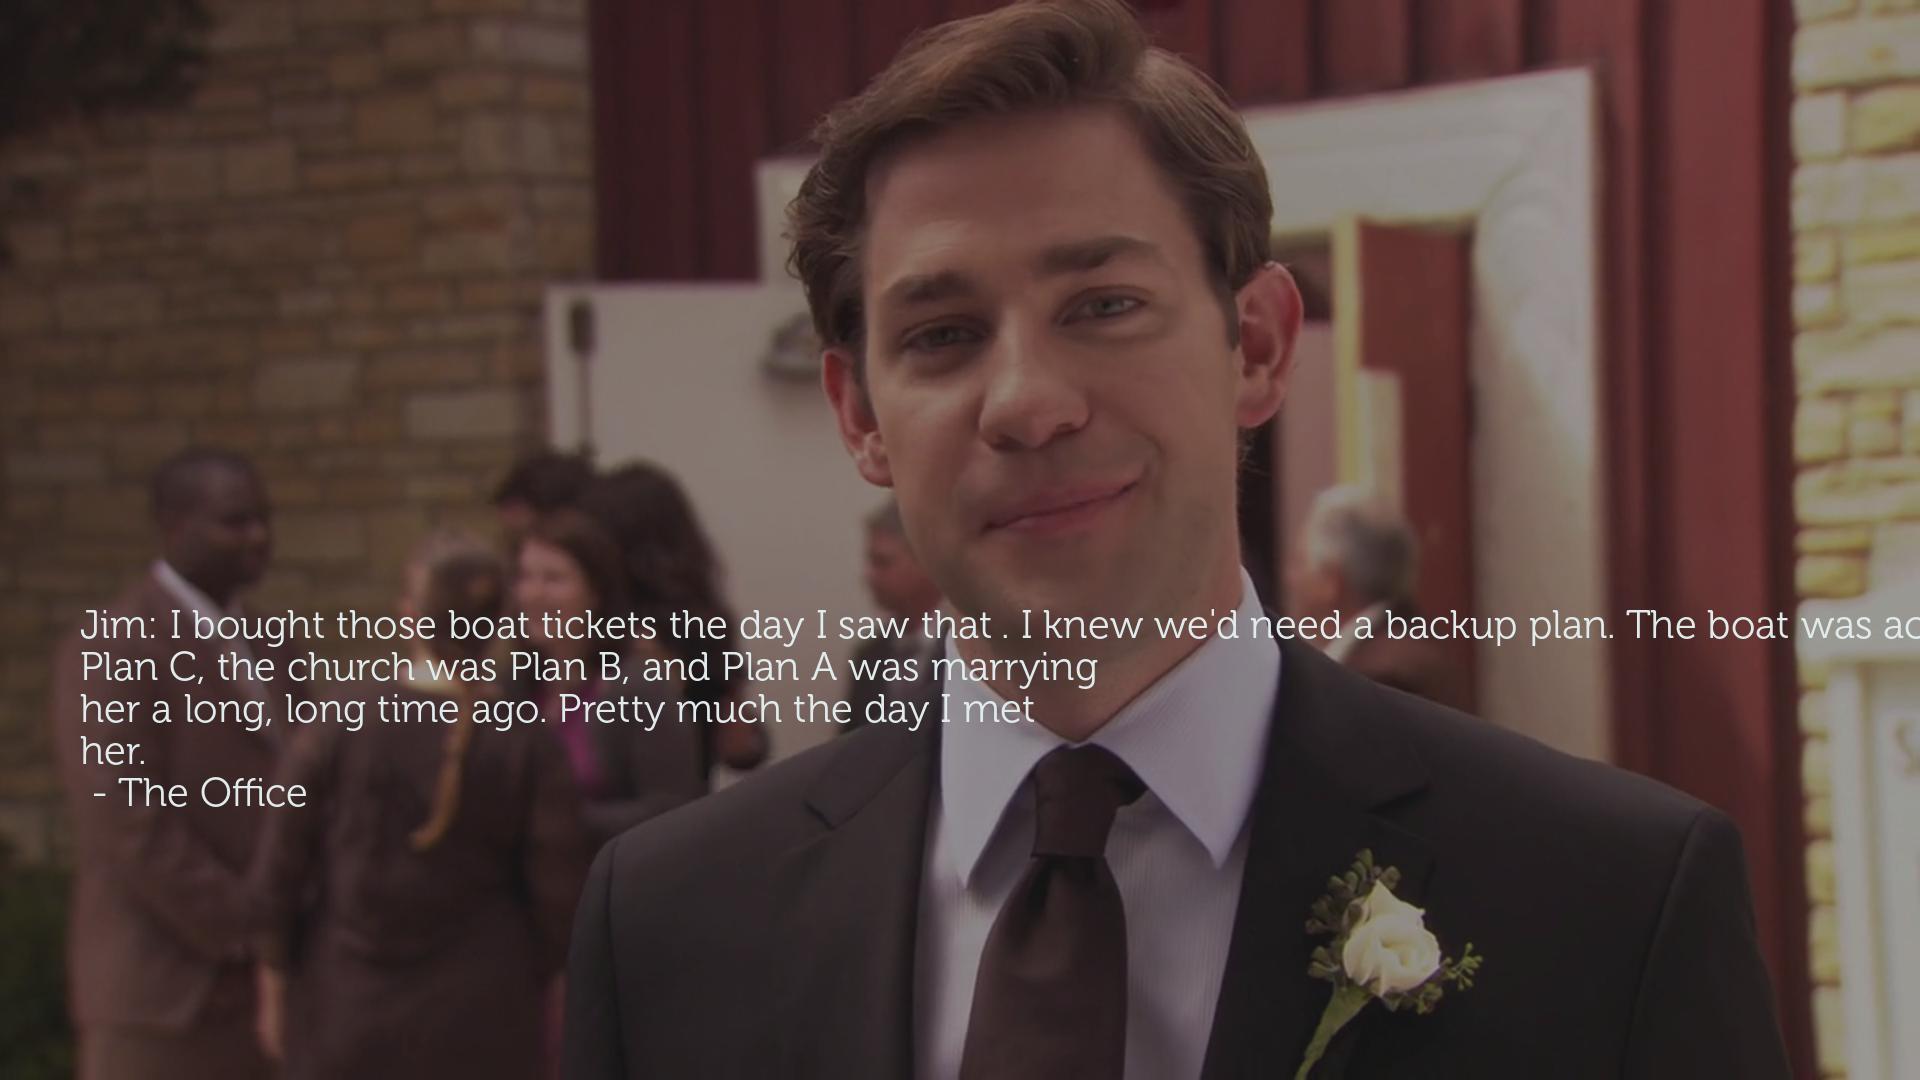 Jim: I bought those boat tickets the day I saw that . I knew we'd need a backup plan. The boat was ac
Plan C, the church was Plan B, and Plan A was marrying
her a long, long time ago. Pretty much the day I met
her.
- The Office